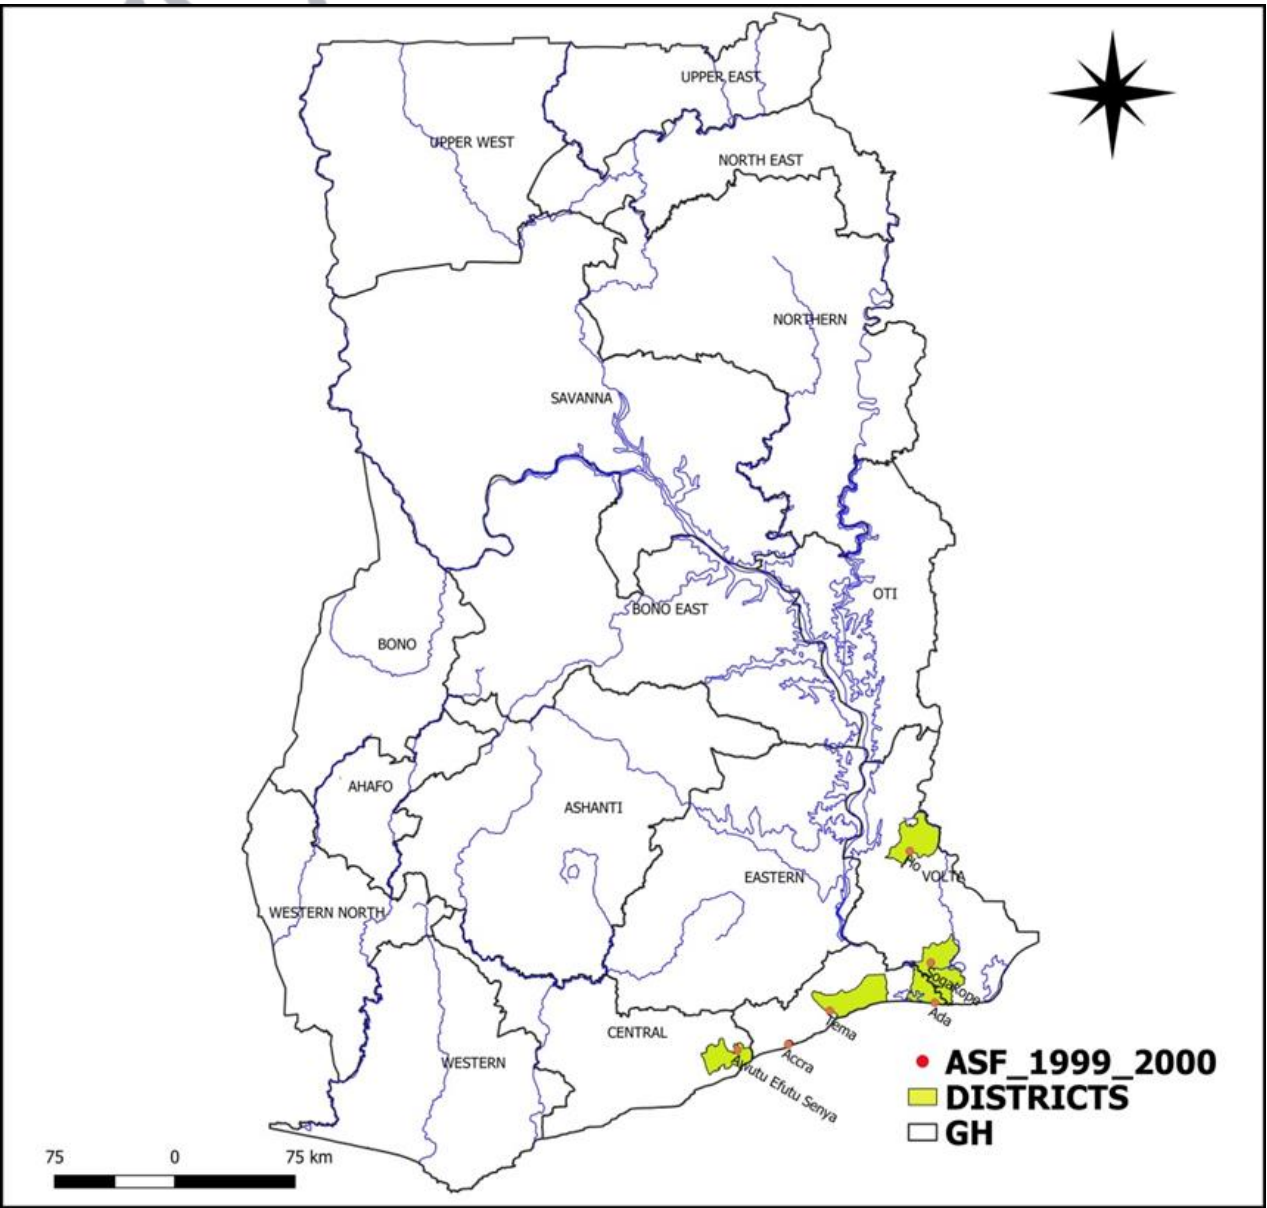 UPPER EAST
UPPER WEST
NORTH EAST
NORTHERN
SAVANNA
OTI
BONO EAST
BONO
AHAFO
ASHANTI
Ho
VOLTA
EASTERN
WESTERN NORTH
Sogakope
Ada
Tema
CENTRAL
Accra
WESTERN
Awutu Efutu Senya
ASF_1999_2000
DISTRICTS
GH
75 0 75 km